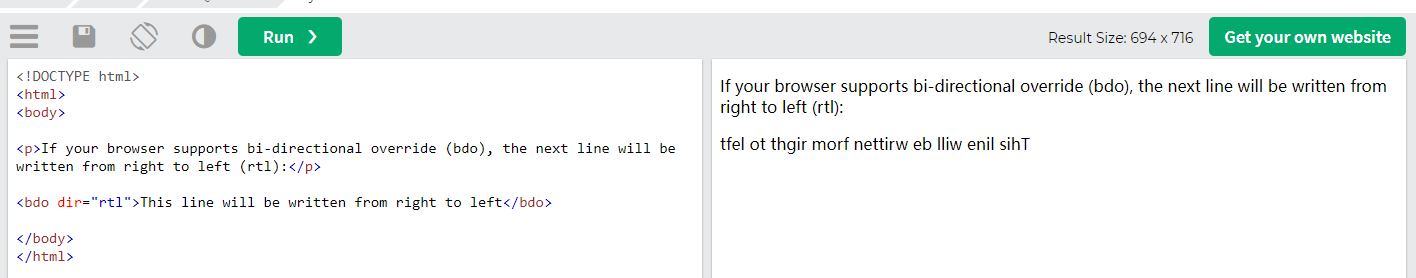 Run ❯
Result Size: 694 x 716
Get your own website
<!DOCTYPE html>
<html>
<body>
<p>If your browser supports bi-directional override (bdo), the next line will be
written from right to left (rtl):</p>
<bdo dir="rtl">This line will be written from right to left</bdo>
</body>
</html>
If your browser supports bi-directional override (bdo), the next line will be written from
right to left (rtl):
tfel ot thgir morf nettirw eb lliw enil sihT